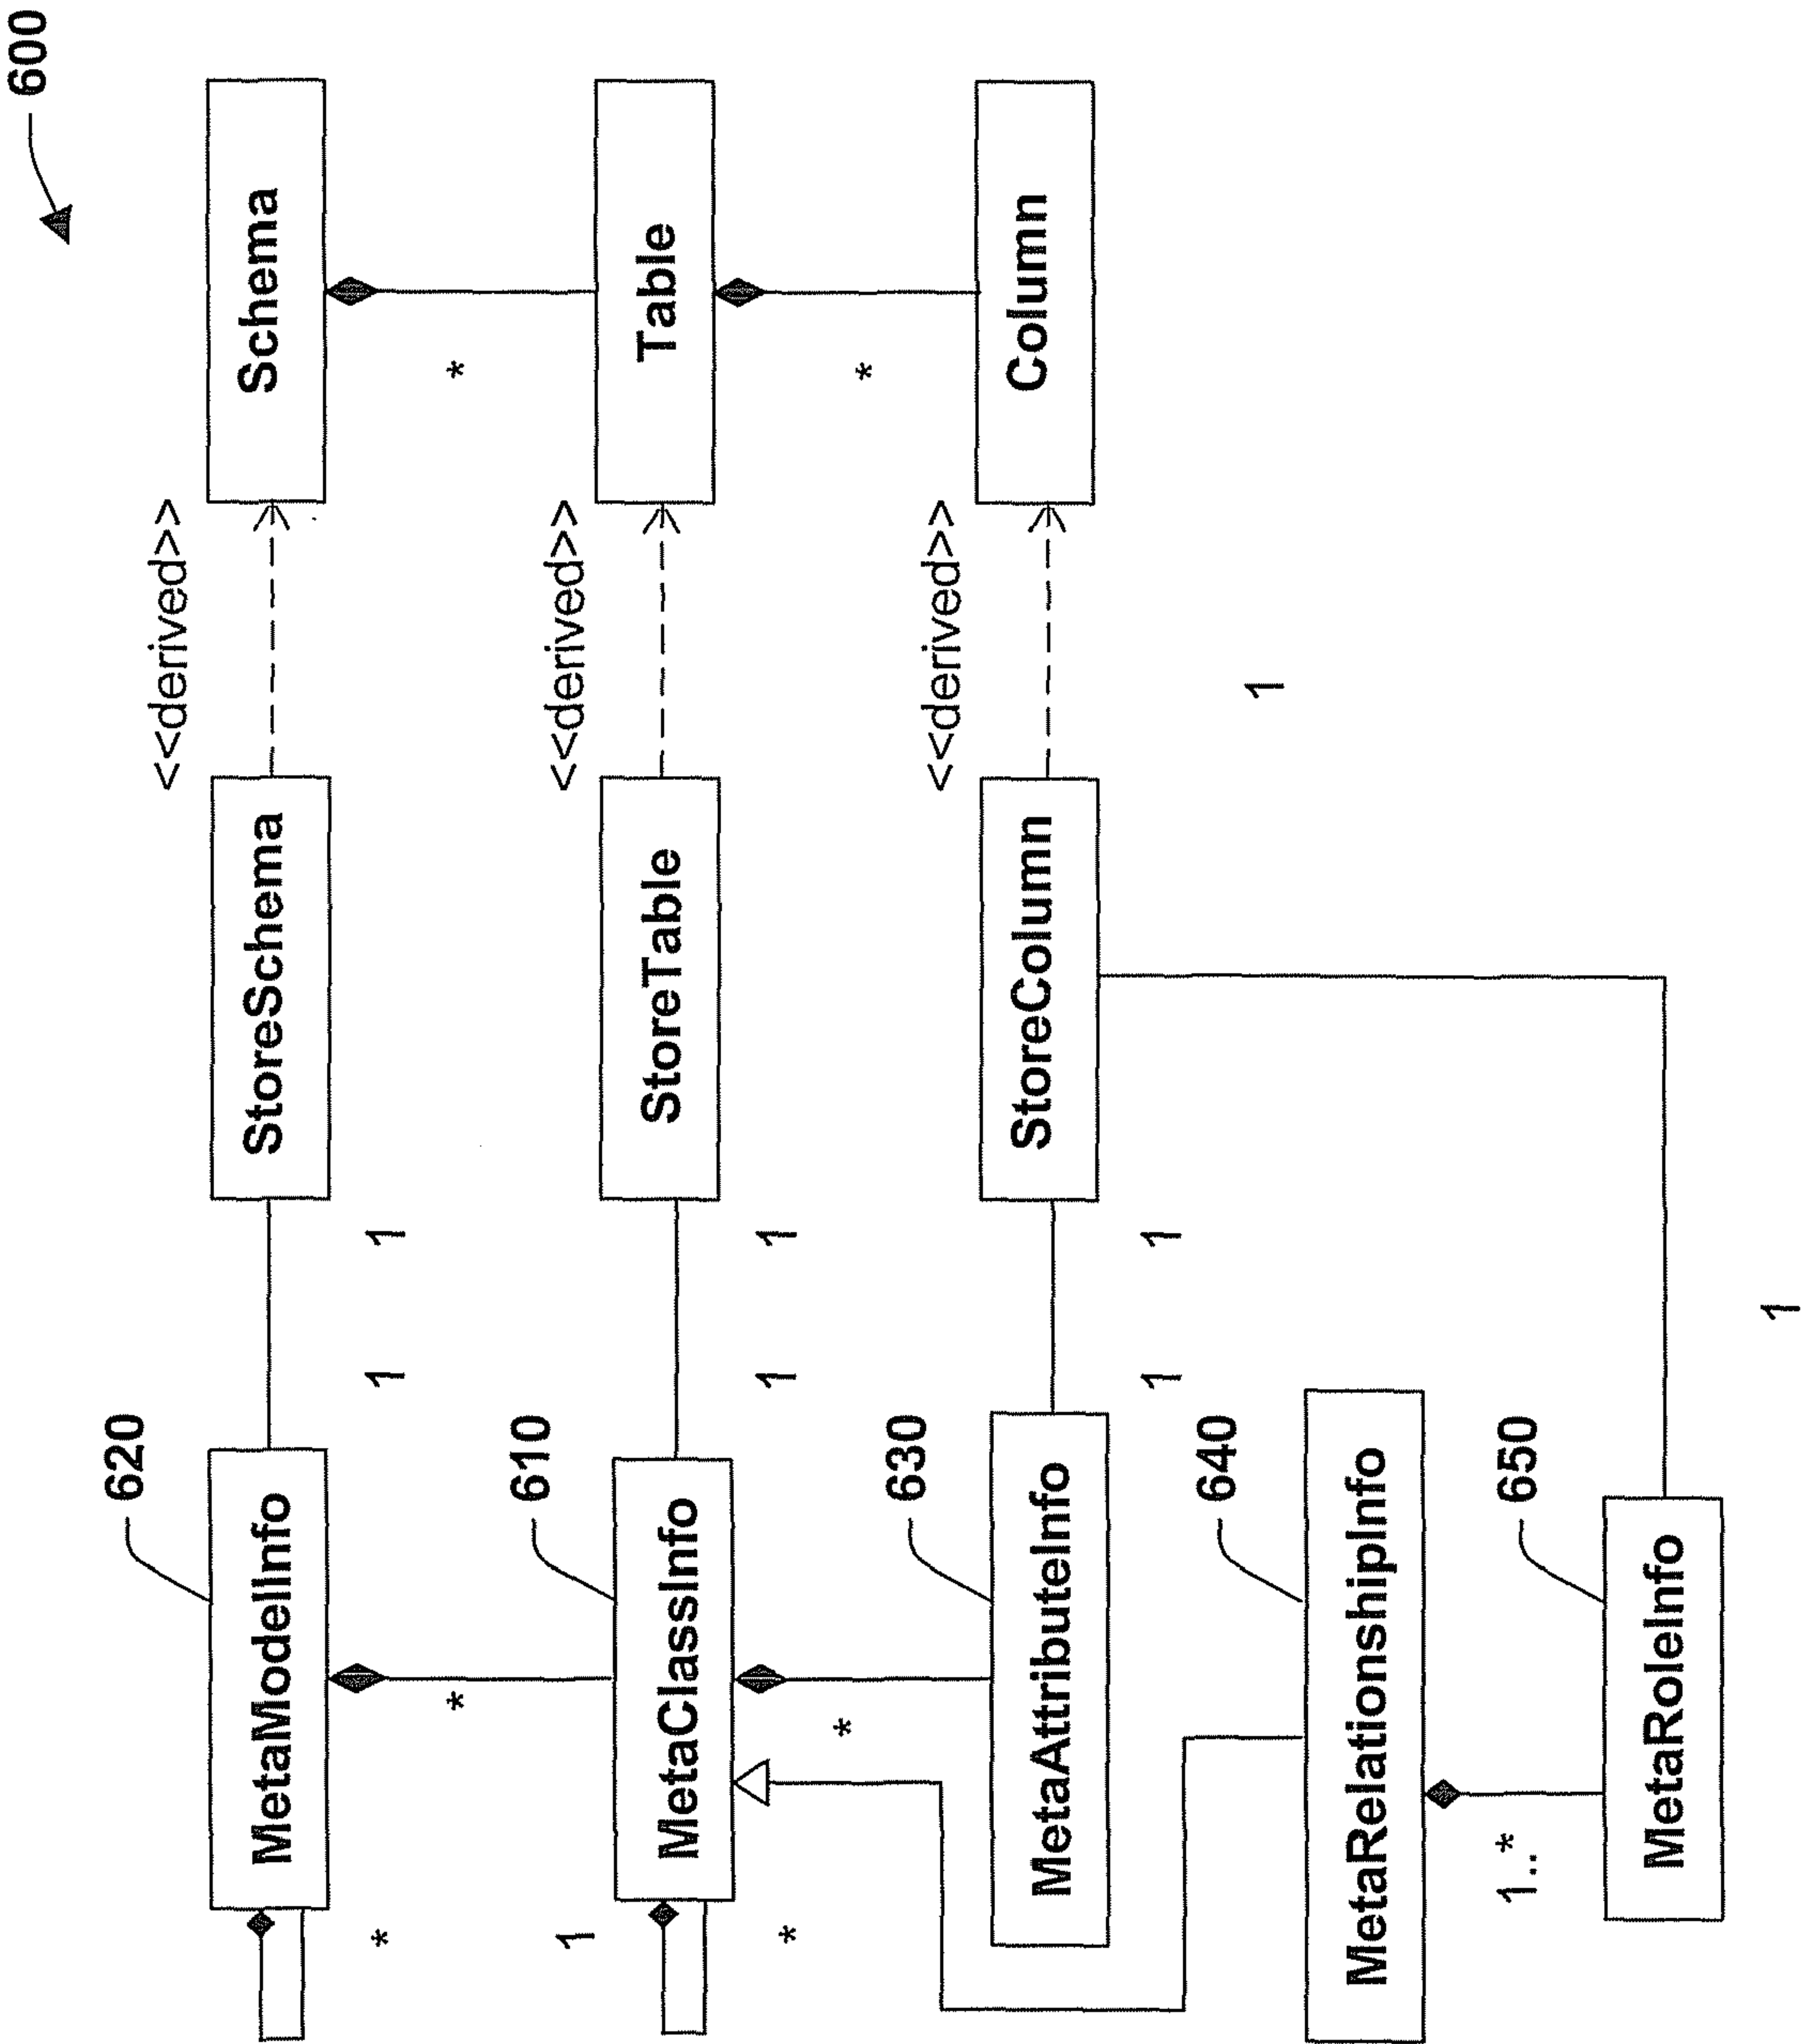 600
620
<<derived>>
MetaModelInfo
StoreSchema
Schema
*
1
1
*
*
610
<<derived>>
1
MetaClassInfo
StoreTable
Table
*
1
1
*
*
630
<<derived>>
MetaAttributeInfo
StoreColumn
Column
1
1
640
1
MetaRelationshipInfo
1..*
650
MetaRoleInfo
1